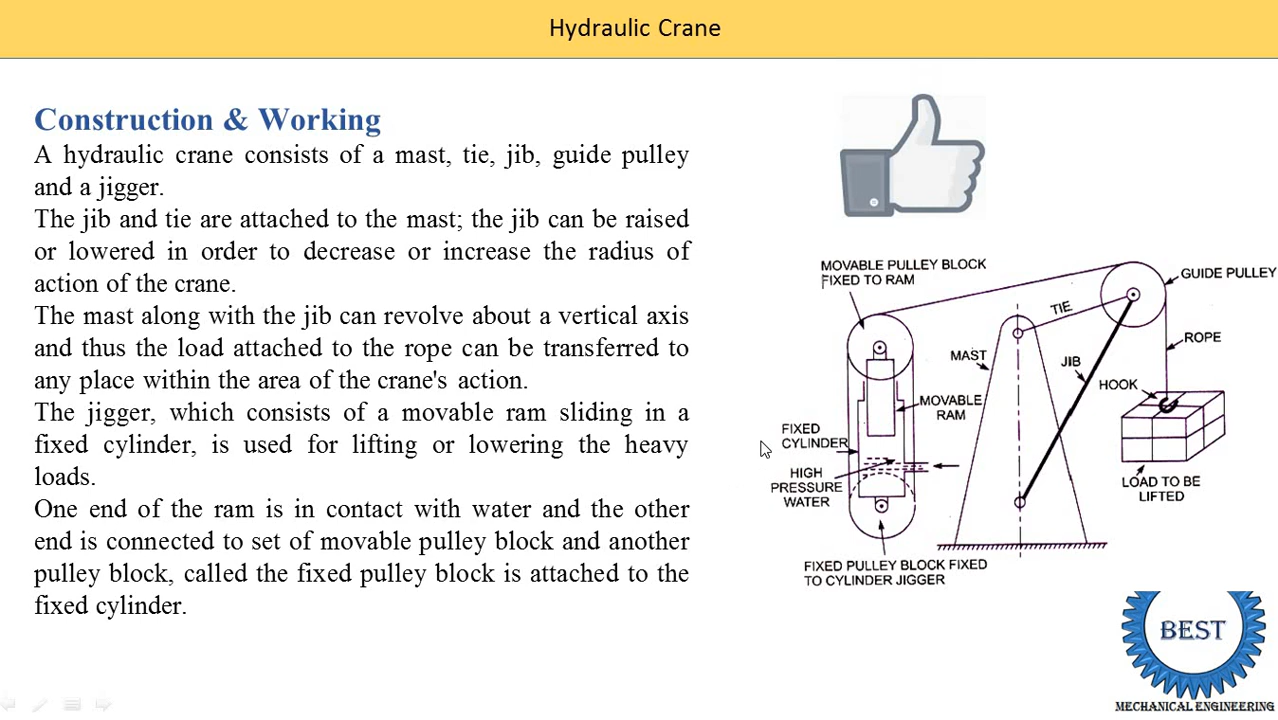 Hydraulic Crane
Construction & Working
A hydraulic crane consists of a mast, tie, jib, guide pulley
and a jigger.
The jib and tie are attached to the mast; the jib can be raised
or lowered in order to decrease or increase the radius of
action of the crane.
The mast along with the jib can revolve about a vertical axis
and thus the load attached to the rope can be transferred to
any place within the area of the crane's action.
The jigger, which consists of a movable ram sliding in a
fixed cylinder, is used for lifting or lowering the heavy
loads.
One end of the ram is in contact with water and the other
end is connected to set of movable pulley block and another
pulley block, called the fixed pulley block is attached to the
fixed cylinder.
MOVABLE PULLEY BLOCK
FIXED TO RAM
GUIDE PULLEY
TIE
ROPE
MAST
JIB
HOOK
MOVABLE
RAM
FIXED
CYLINDER
HIGH
PRESSURE
WATER
LOAD TO BE
LIFTED
FIXED PULLEY BLOCK FIXED
TO CYLINDER JIGGER
BEST
MECHANICAL ENGINEERING